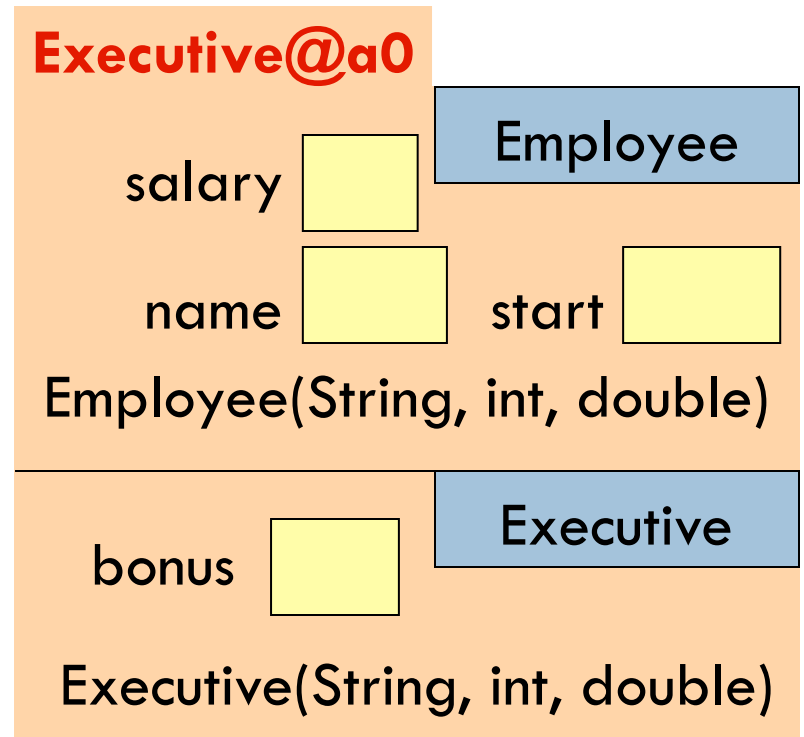 Executive@a0
Employee
salary
name start
Employee(String, int, double)
Executive
bonus
Executive(String, int, double)